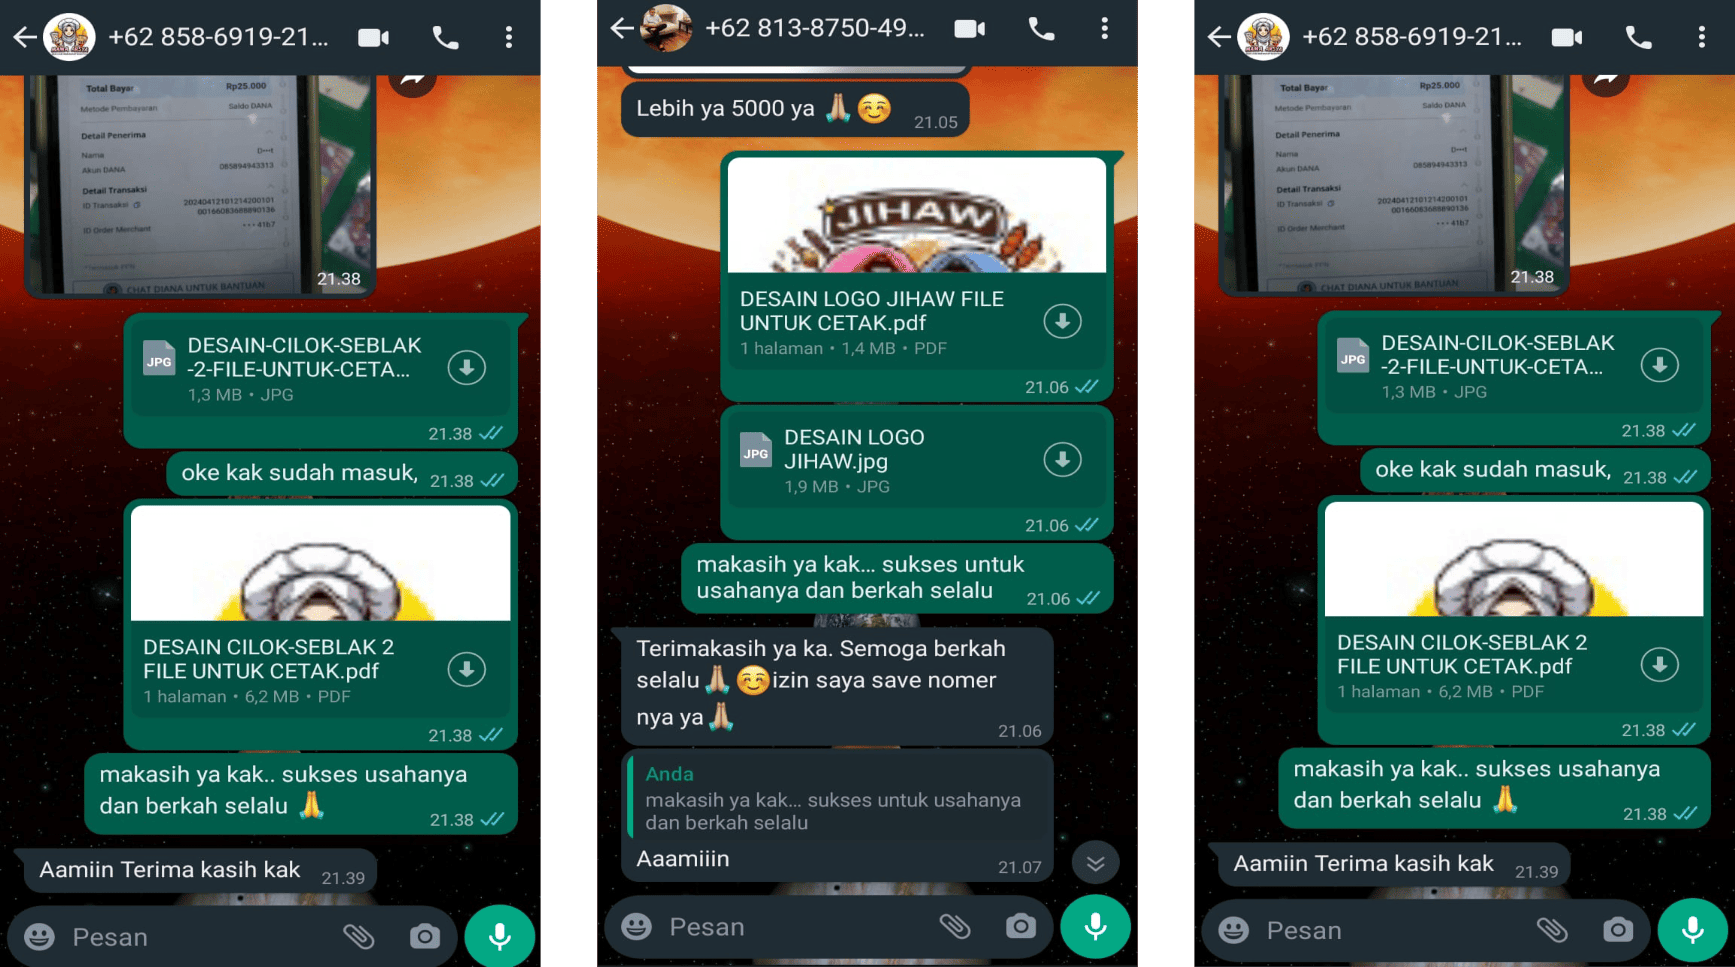 +62 858-6919-21...
Total Bayar Rp25.000
Metode Pembayaran Saldo DANA
Detail Penerima
Nama D•••t
Akun DANA 085894943313
Detail Transaksi
ID Transaksi 20240412101214200101
00166083688890136
ID Order Merchant •••41b7
CHAT DIANA UNTUK BANTUAN
21.38
JPG
DESAIN-CILOK-SEBLAK
-2-FILE-UNTUK-CETA...
1,3 MB • JPG
21.38
oke kak sudah masuk, 21.38
DESAIN CILOK-SEBLAK 2
FILE UNTUK CETAK.pdf
1 halaman • 6,2 MB • PDF
21.38
makasih ya kak.. sukses usahanya
dan berkah selalu 🙏
21.38
Aamiin Terima kasih kak 21.39
Pesan
+62 813-8750-49...
Lebih ya 5000 ya 🙏🏻☺️ 21.05
JIHAW
DESAIN LOGO JIHAW FILE
UNTUK CETAK.pdf
1 halaman • 1,4 MB • PDF
21.06
JPG
DESAIN LOGO
JIHAW.jpg
1,9 MB • JPG
21.06
makasih ya kak... sukses untuk
usahanya dan berkah selalu 21.06
Terimakasih ya ka. Semoga berkah
selalu🙏🏻☺️izin saya save nomer
nya ya🙏🏻
21.06
Anda
makasih ya kak... sukses untuk usahanya
dan berkah selalu
Aaamiiin 21.07
Pesan
+62 858-6919-21...
Total Bayar Rp25.000
Metode Pembayaran Saldo DANA
Detail Penerima
Nama D•••t
Akun DANA 085894943313
Detail Transaksi
ID Transaksi 20240412101214200101
00166083688890136
ID Order Merchant •••41b7
CHAT DIANA UNTUK BANTUAN
21.38
JPG
DESAIN-CILOK-SEBLAK
-2-FILE-UNTUK-CETA...
1,3 MB • JPG
21.38
oke kak sudah masuk, 21.38
DESAIN CILOK-SEBLAK 2
FILE UNTUK CETAK.pdf
1 halaman • 6,2 MB • PDF
21.38
makasih ya kak.. sukses usahanya
dan berkah selalu 🙏
21.38
Aamiin Terima kasih kak 21.39
Pesan